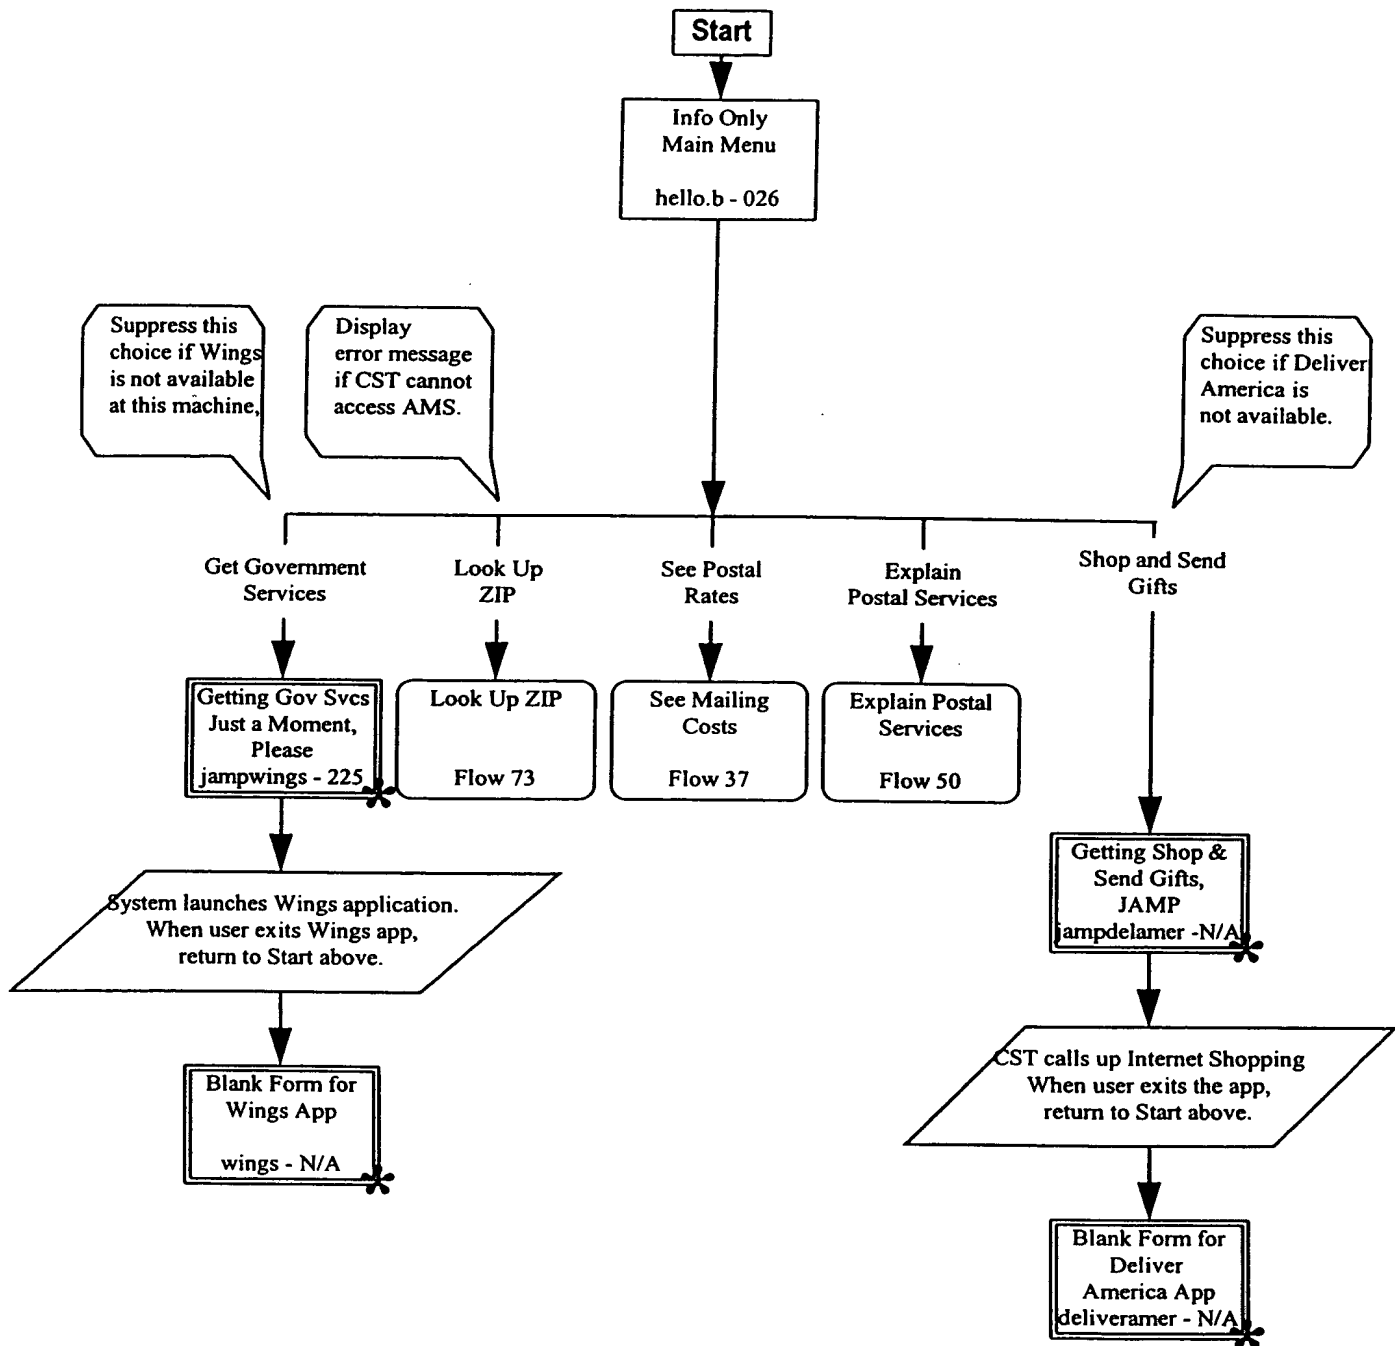 Start
Info Only
Main Menu
hello.b - 026
Suppress this
choice if Wings
is not available
at this machine,
Display
error message
if CST cannot
access AMS.
Suppress this
choice if Deliver
America is
not available.
Get Government
Services
Look Up
ZIP
See Postal
Rates
Explain
Postal Services
Shop and Send
Gifts
Getting Gov Svcs
Just a Moment,
Please
jampwings - 225
Look Up ZIP
Flow 73
See Mailing
Costs
Flow 37
Explain Postal
Services
Flow 50
Getting Shop &
Send Gifts,
JAMP
jampdelamer -N/A
System launches Wings application.
When user exits Wings app,
return to Start above.
CST calls up Internet Shopping
When user exits the app,
return to Start above.
Blank Form for
Wings App
wings - N/A
Blank Form for
Deliver
America App
deliveramer - N/A